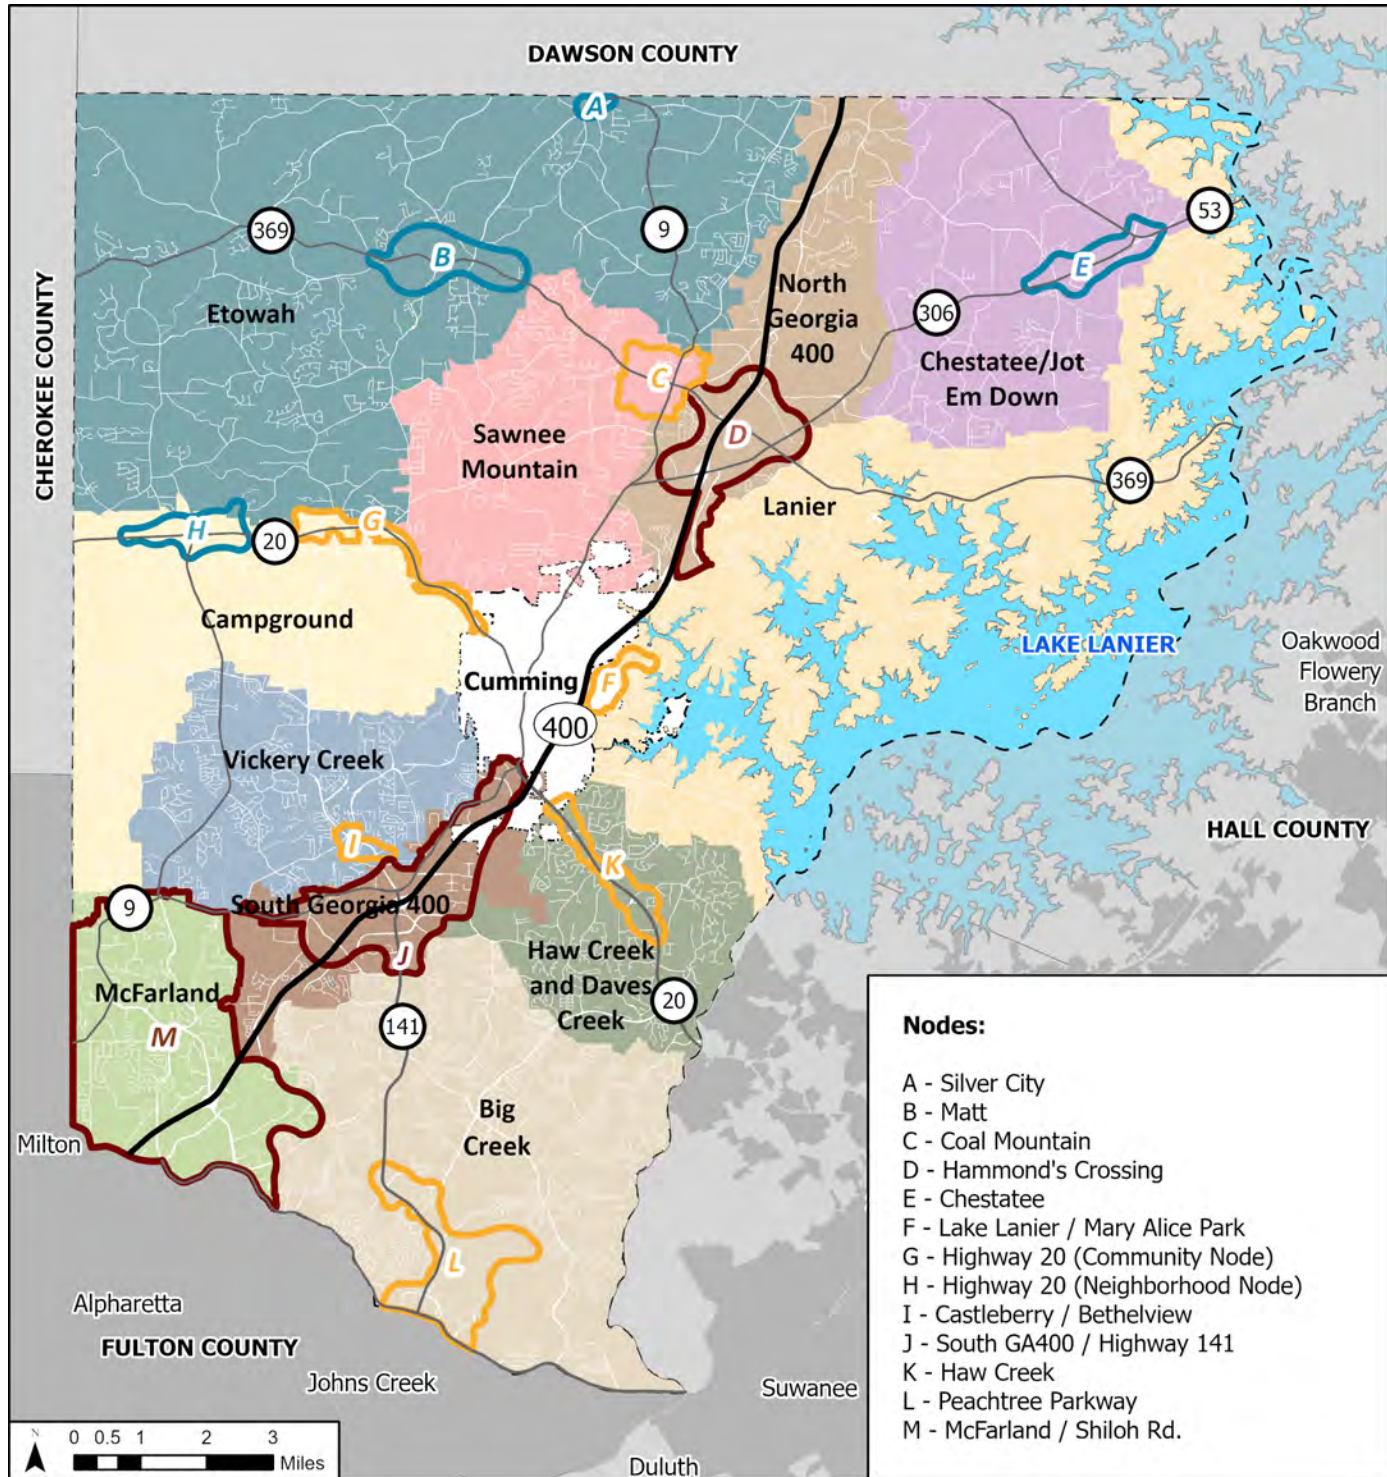 DAWSON COUNTY
A
53
369
9
B
E
CHEROKEE COUNTY
North
Georgia
400
Etowah
306
Chestatee/Jot
Em Down
C
Sawnee
Mountain
D
369
Lanier
H
20
G
Campground
LAKE LANIER
Oakwood
Flowery
Branch
Cumming
F
400
Vickery Creek
HALL COUNTY
I
K
9
South Georgia 400
J
Haw Creek
and Daves
Creek
McFarland
20
M
141
Big
Creek
Milton
L
Alpharetta
FULTON COUNTY
Johns Creek
Suwanee
Duluth
Nodes:
A - Silver City
B - Matt
C - Coal Mountain
D - Hammond's Crossing
E - Chestatee
F - Lake Lanier / Mary Alice Park
G - Highway 20 (Community Node)
H - Highway 20 (Neighborhood Node)
I - Castleberry / Bethelview
J - South GA400 / Highway 141
K - Haw Creek
L - Peachtree Parkway
M - McFarland / Shiloh Rd.
N
0 0.5 1 2 3
Miles